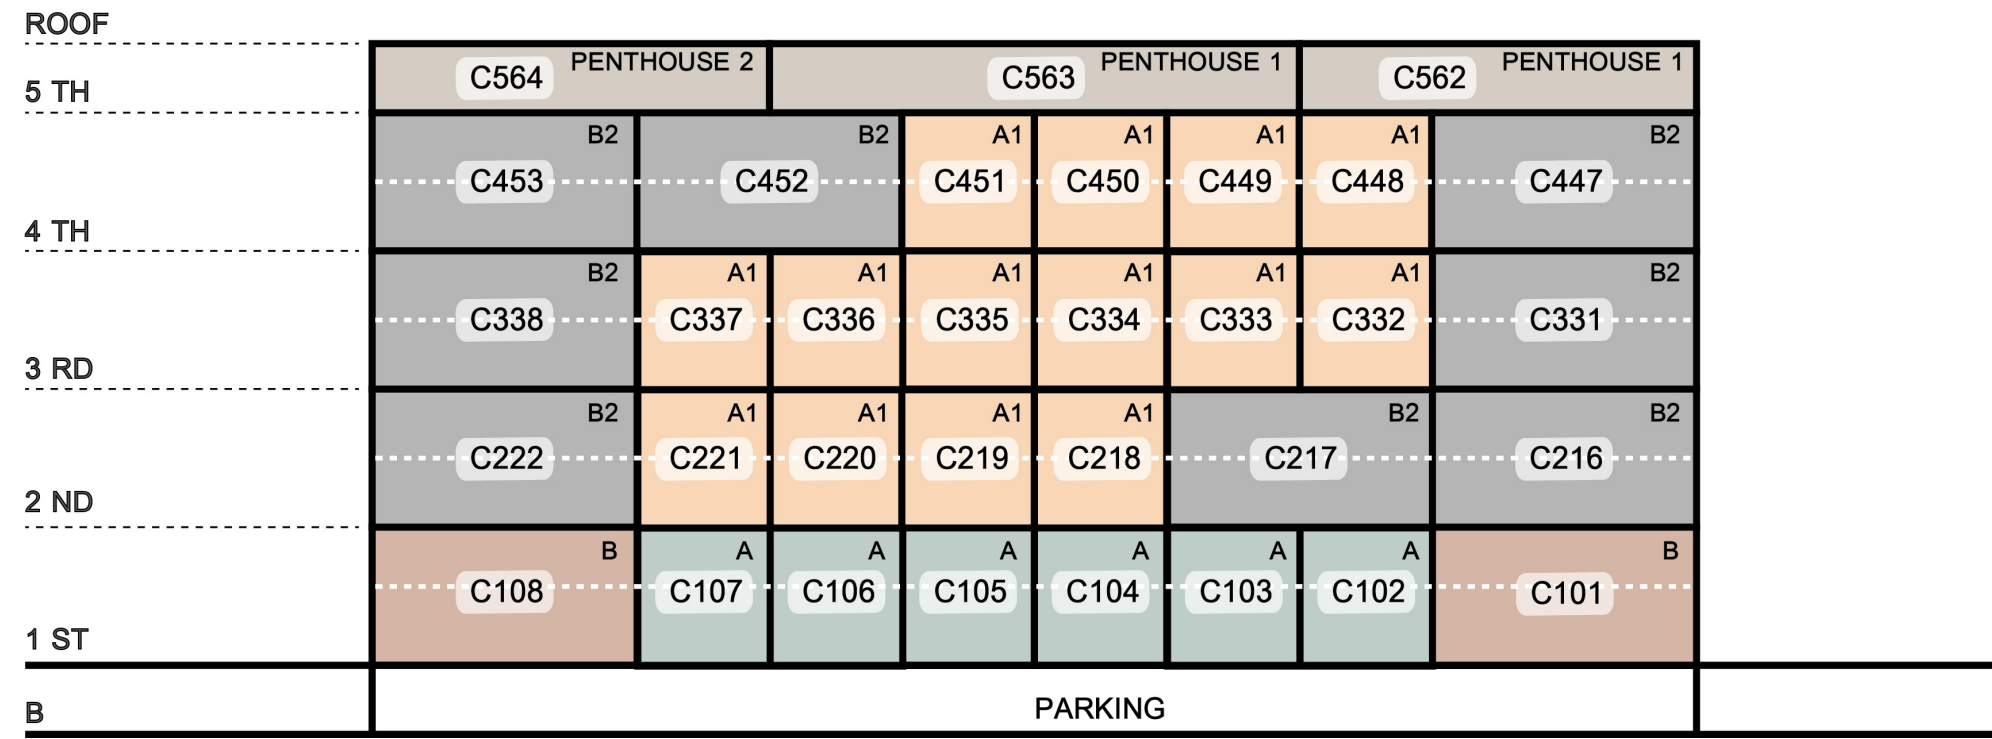 ROOF
PENTHOUSE 2 PENTHOUSE 1 PENTHOUSE 1
C564 C563 C562
5 TH
B2 B2 A1 A1 A1 A1 B2
C453 C452 C451 C450 C449 C448 C447
4 TH
B2 A1 A1 A1 A1 A1 A1 B2
C338 C337 C336 C335 C334 C333 C332 C331
3 RD
B2 A1 A1 A1 A1 B2 B2
C222 C221 C220 C219 C218 C217 C216
2 ND
B A A A A A A B
C108 C107 C106 C105 C104 C103 C102 C101
1 ST
B PARKING